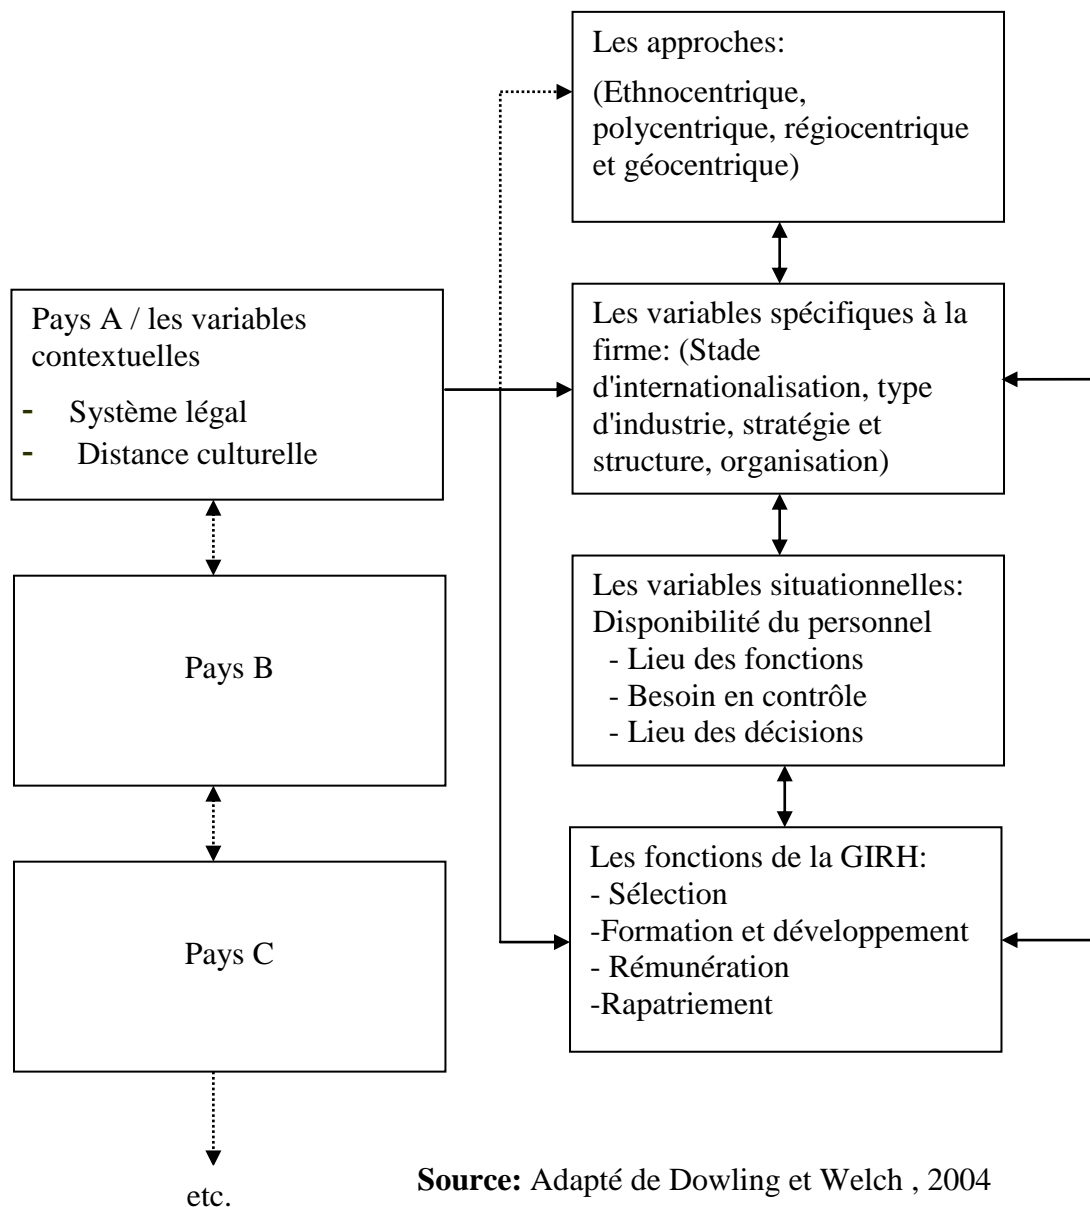 Les approches:
(Ethnocentrique,
polycentrique, régiocentrique
et géocentrique)
Pays A / les variables
contextuelles
- Système légal
- Distance culturelle
Les variables spécifiques à la
firme: (Stade
d'internationalisation, type
d'industrie, stratégie et
structure, organisation)
Pays B
Les variables situationnelles:
Disponibilité du personnel
- Lieu des fonctions
- Besoin en contrôle
- Lieu des décisions
Pays C
Les fonctions de la GIRH:
- Sélection
-Formation et développement
- Rémunération
-Rapatriement
etc.
Source: Adapté de Dowling et Welch , 2004